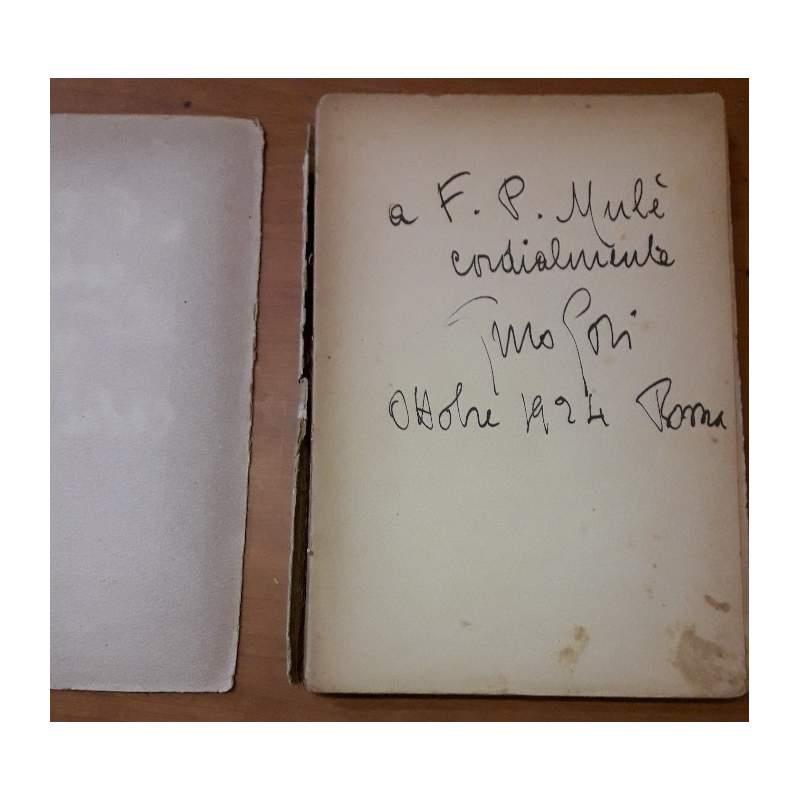 a F. P. Mulè
cordialmente
Gino Gori
Ottobre 1924 Roma